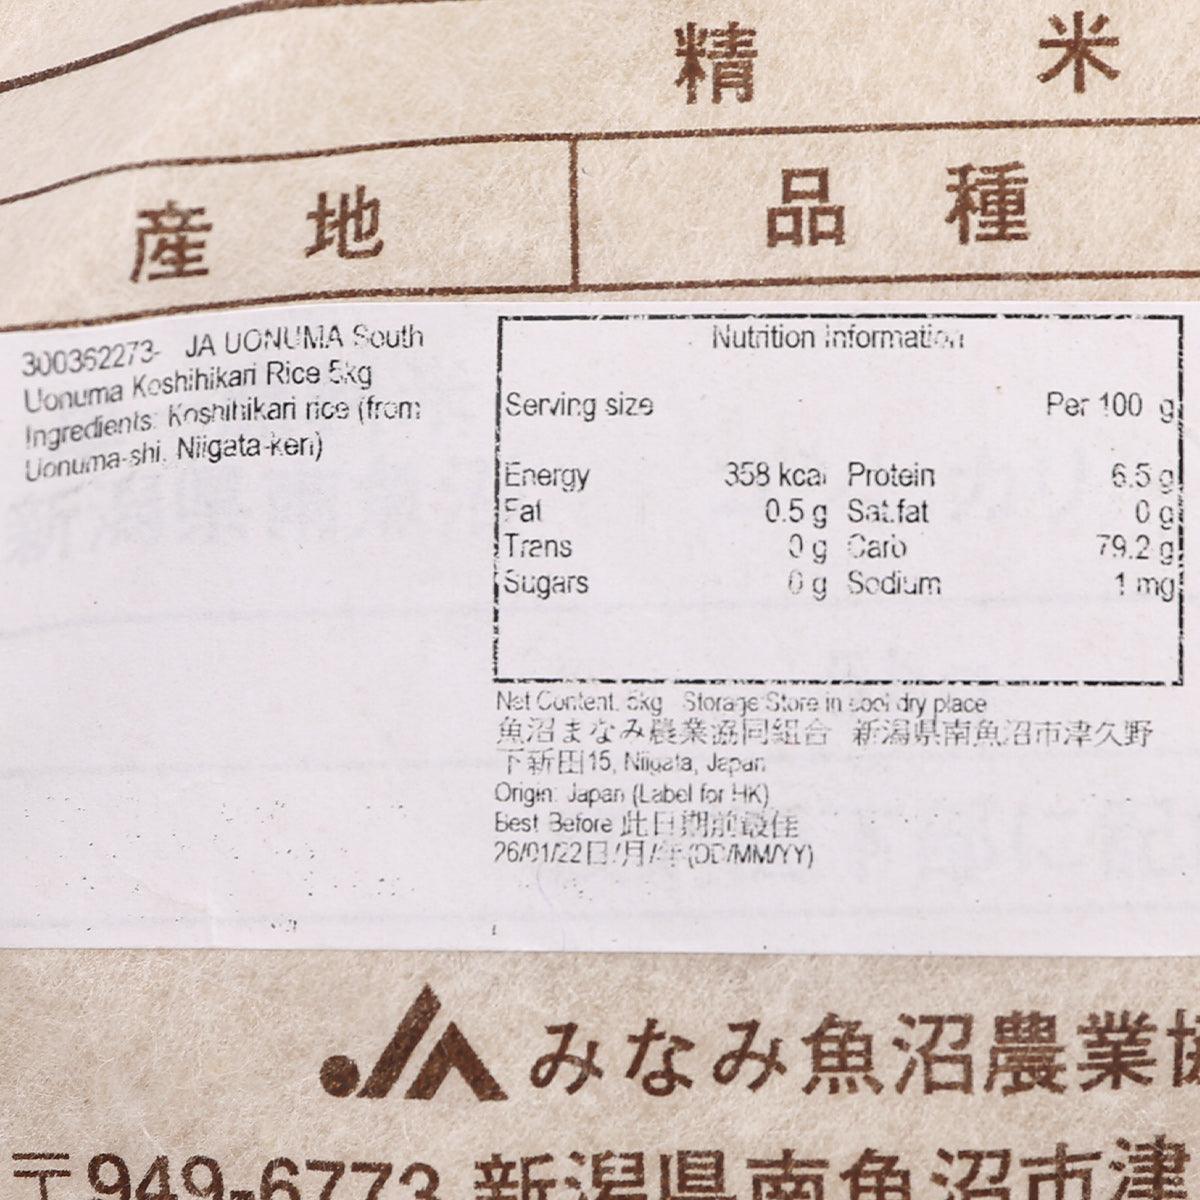 精 米
産 地
品 種
300362273- JA UONUMA South
Uonuma Koshihikari Rice 5kg
Ingredients: Koshihikari rice (from
Uonuma-shi, Niigata-ken)
Nutrition Information
Serving size Per 100 g
Energy 358 kcal Protein 6.5 g
Fat 0.5 g Sat.fat 0 g
Trans 0 g Carb 79.2 g
Sugars 0 g Sodium 1 mg
Net Content: 5kg Storage:Store in cool dry place
魚沼まなみ農業協同組合 新潟県南魚沼市津久野
下新田15, Niigata, Japan
Origin: Japan (Label for HK)
Best Before 此日期前最佳
26/01/22日/月/年(DD/MM/YY)
JA みなみ魚沼農業協
〒949-6773 新潟県南魚沼市津